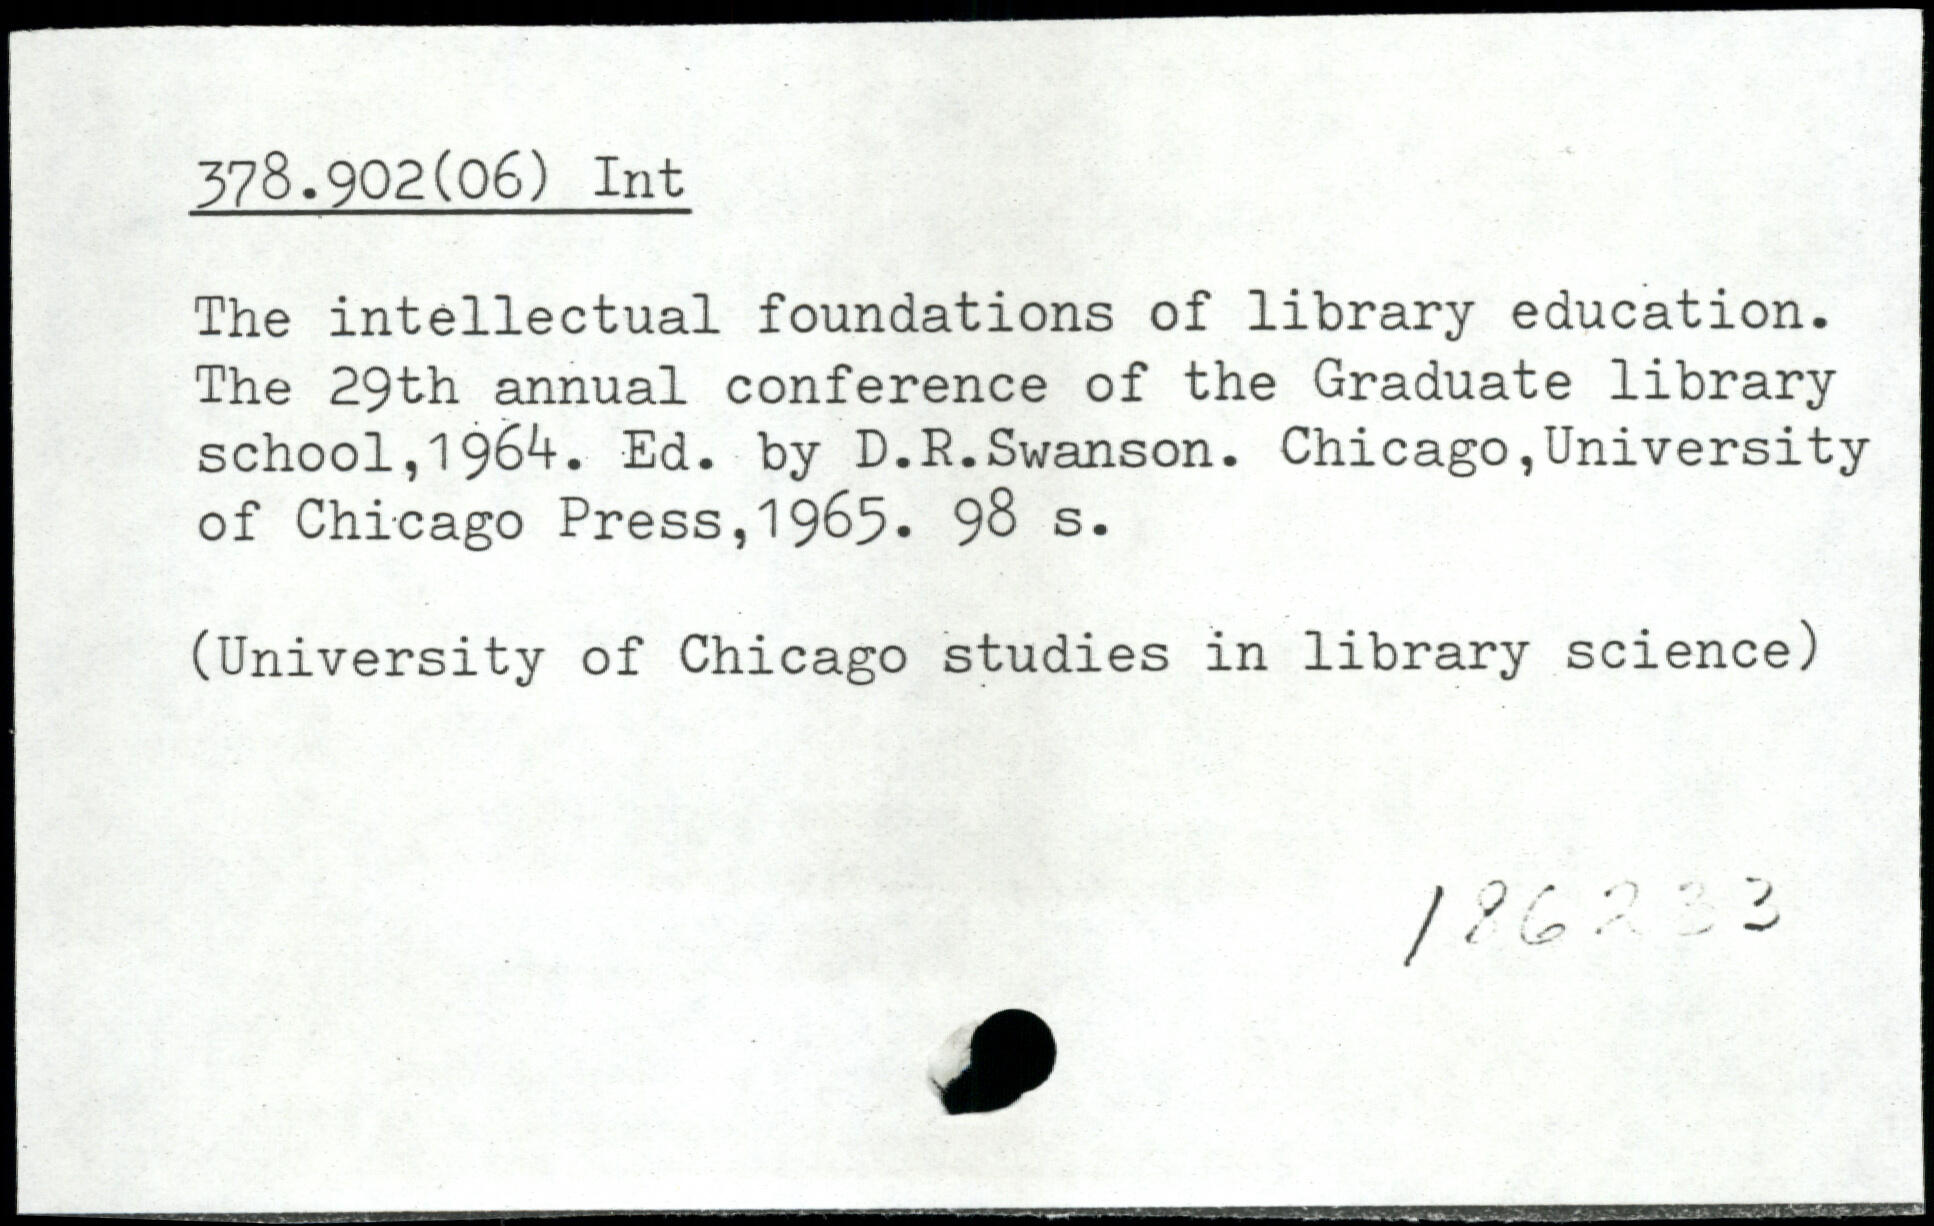 378.902(06) Int
The intellectual foundations of library education.
The 29th annual conference of the Graduate library
school,1964. Ed. by D.R.Swanson. Chicago,University
of Chicago Press,1965. 98 s.
(University of Chicago studies in library science)
186233